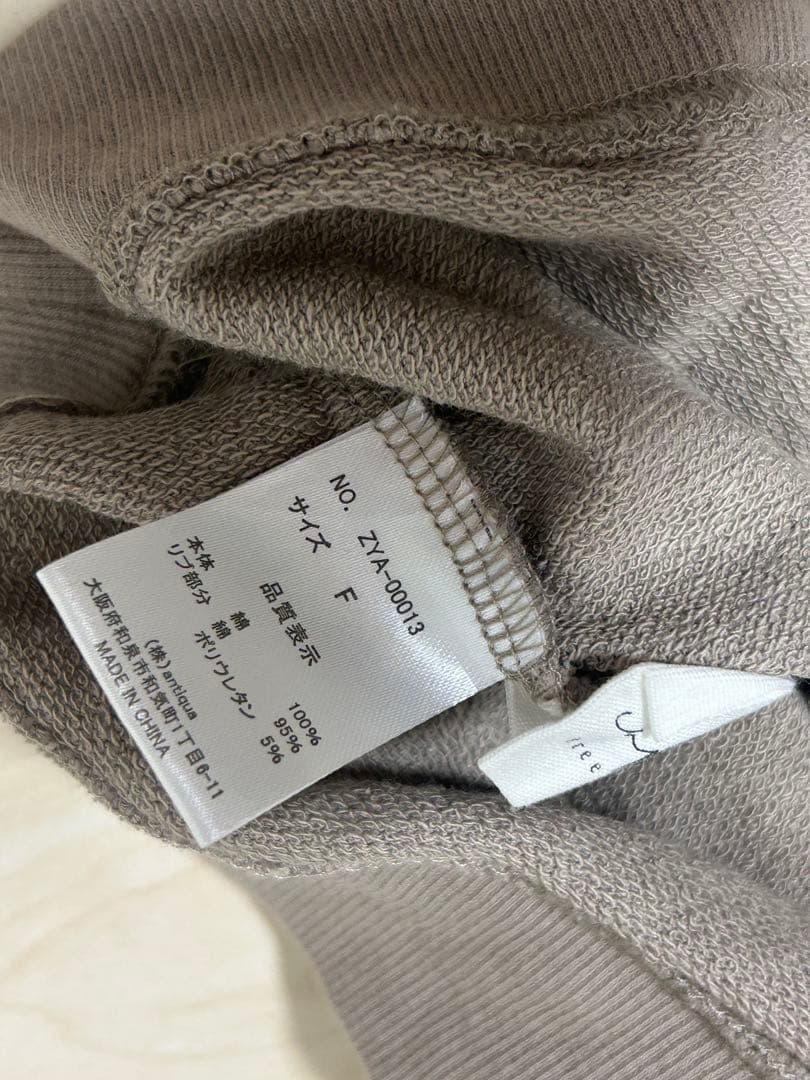 NO. ZYA-00013
サイズ F
品質表示
本体 綿 100%
リブ部分 綿 95%
ポリウレタン 5%
(株)antiqua
大阪府和泉市和気町1丁目6-11
MADE IN CHINA